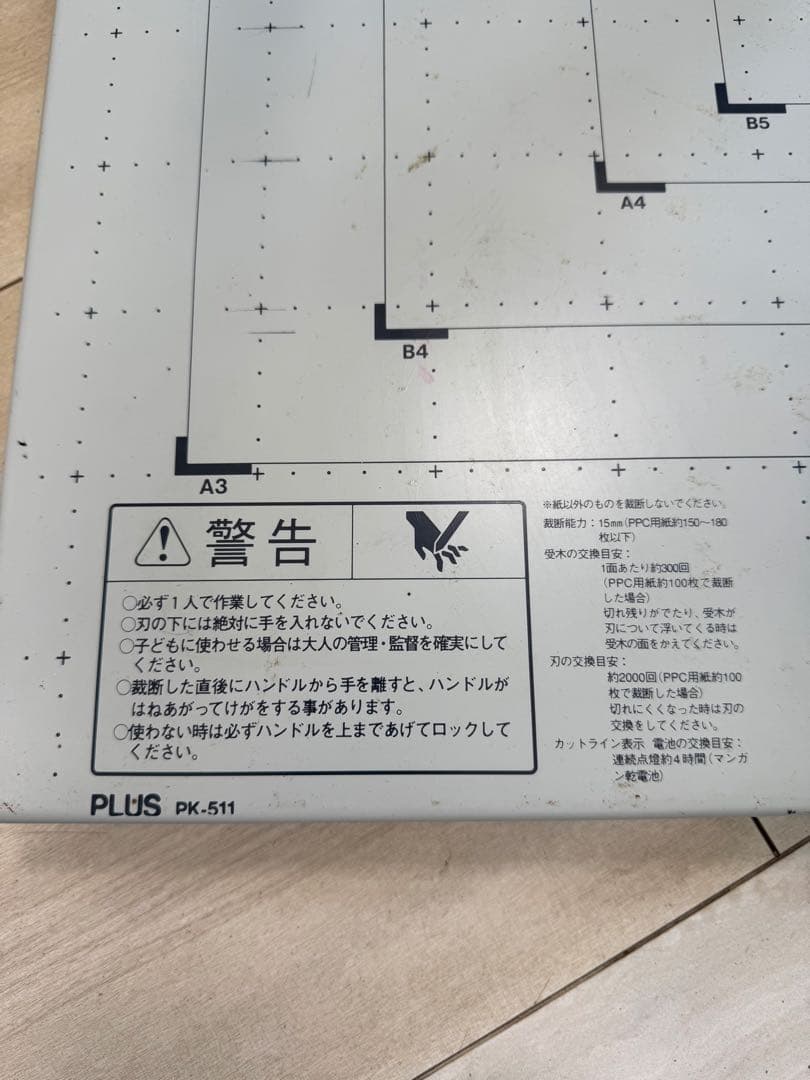 B5
A4
B4
A3
警告
○必ず1人で作業してください。
○刃の下には絶対に手を入れないでください。
○子どもに使わせる場合は大人の管理・監督を確実にして
ください。
○裁断した直後にハンドルから手を離すと、ハンドルが
はねあがってけがをする事があります。
○使わない時は必ずハンドルを上まであげてロックして
ください。
PLUS PK-511
※紙以外のものを裁断しないでください。
裁断能力：15mm(PPC用紙約150〜180
枚以下)
受木の交換目安：
1面あたり約300回
(PPC用紙約100枚で裁断
した場合)
切れ残りがでたり、受木が
刃について浮いてくる時は
受木の面をかえてください。
刃の交換目安：
約2000回(PPC用紙約100
枚で裁断した場合)
切れにくくなった時は刃の
交換をしてください。
カットライン表示 電池の交換目安：
連続点燈約4時間(マンガ
ン乾電池)